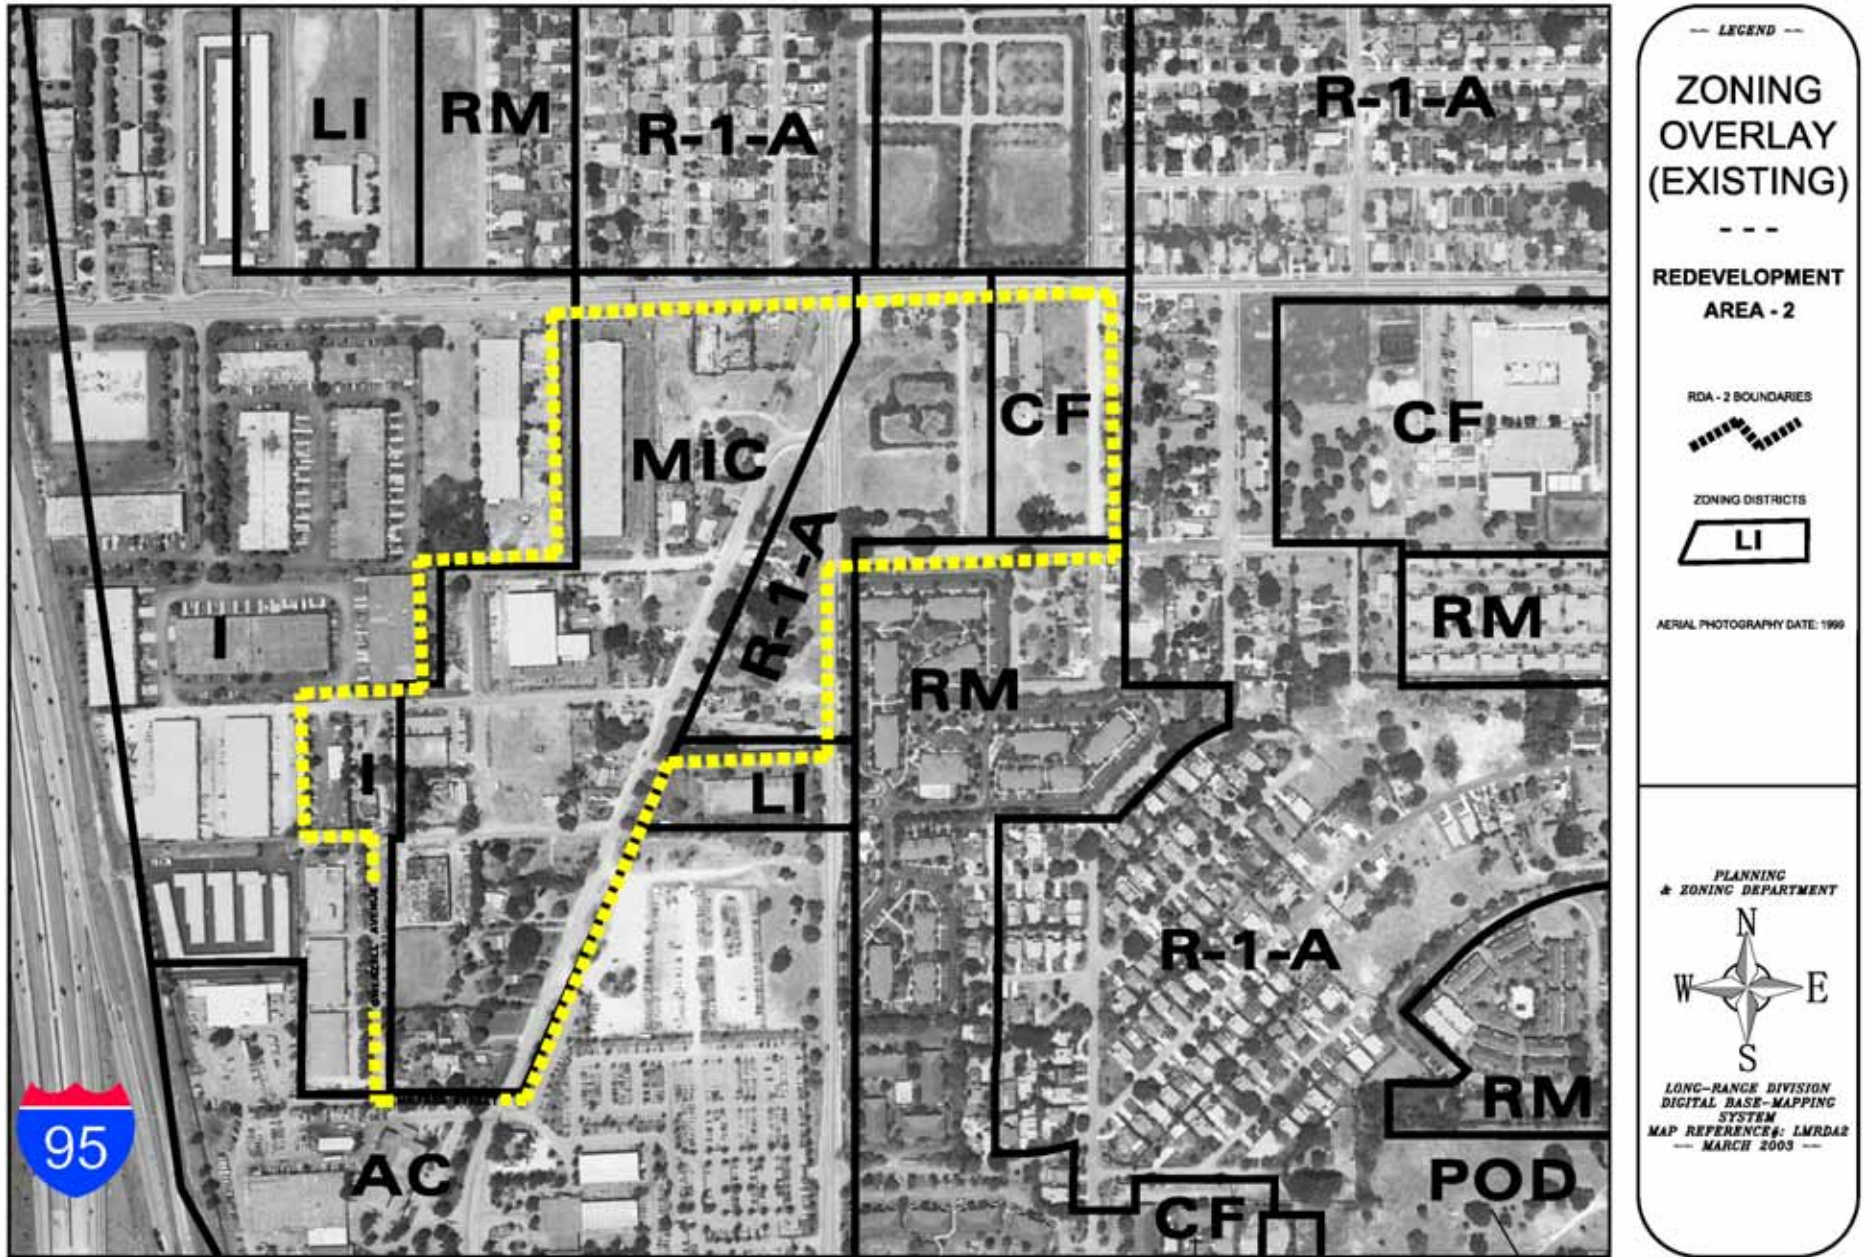 LI
RM
R-1-A
R-1-A
MIC
CF
CF
R-1-A
I
RM
RM
I
LI
R-1-A
RM
AC
CF
POD
95
LEGEND
ZONING
OVERLAY
(EXISTING)
- - -
REDEVELOPMENT
AREA - 2
RDA - 2 BOUNDARIES
ZONING DISTRICTS
LI
AERIAL PHOTOGRAPHY DATE: 1999
PLANNING
& ZONING DEPARTMENT
N
W E
S
LONG-RANGE DIVISION
DIGITAL BASE-MAPPING
SYSTEM
MAP REFERENCE#: LMRDA2
MARCH 2003